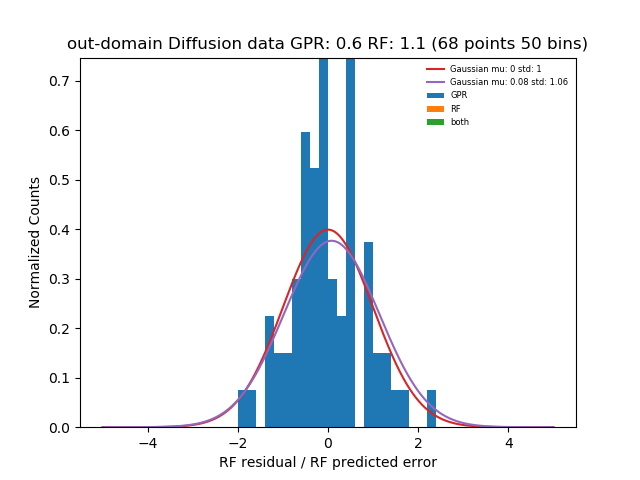 out-domain Diffusion data GPR: 0.6 RF: 1.1 (68 points 50 bins)
Gaussian mu: 0 std: 1
Gaussian mu: 0.08 std: 1.06
GPR
RF
both
Normalized Counts
0.7
0.6
0.5
0.4
0.3
0.2
0.1
0.0
−4
−2
0
2
4
RF residual / RF predicted error